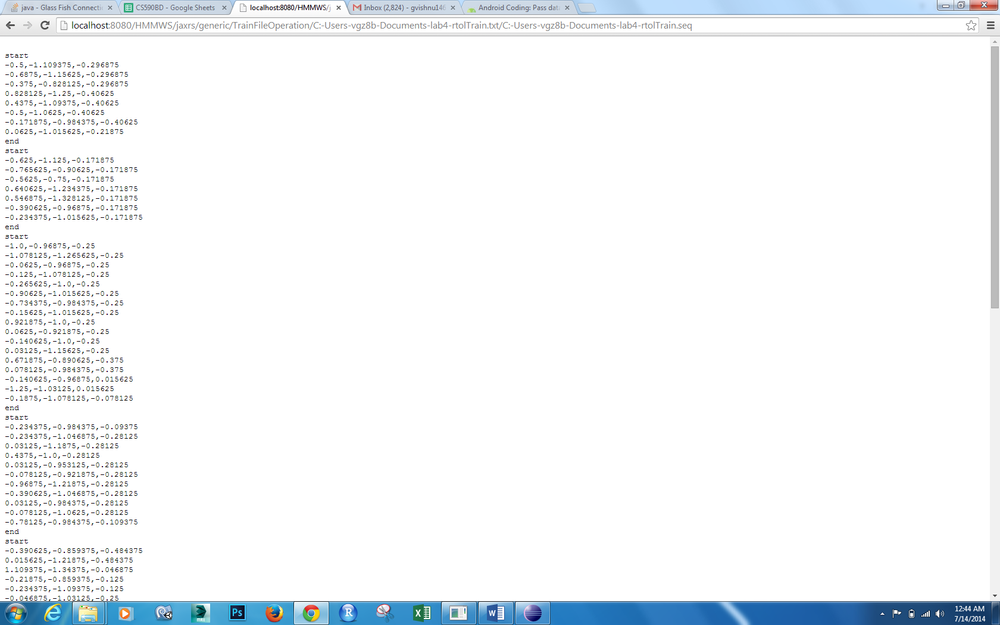 java - Glass Fish Connecti
CS590BD - Google Sheets
localhost:8080/HMMWS/j
Inbox (2,824) - gvishnu146
Android Coding: Pass data
localhost:8080/HMMWS/jaxrs/generic/TrainFileOperation/C:-Users-vgz8b-Documents-lab4-rtolTrain.txt/C:-Users-vgz8b-Documents-lab4-rtolTrain.seq
start
-0.5,-1.109375,-0.296875
-0.6875,-1.15625,-0.296875
-0.375,-0.828125,-0.296875
0.828125,-1.25,-0.40625
0.4375,-1.09375,-0.40625
-0.5,-1.0625,-0.40625
-0.171875,-0.984375,-0.40625
0.0625,-1.015625,-0.21875
end
start
-0.625,-1.125,-0.171875
-0.765625,-0.90625,-0.171875
-0.5625,-0.75,-0.171875
0.640625,-1.234375,-0.171875
0.546875,-1.328125,-0.171875
-0.390625,-0.96875,-0.171875
-0.234375,-1.015625,-0.171875
end
start
-1.0,-0.96875,-0.25
-1.078125,-1.265625,-0.25
-0.0625,-0.96875,-0.25
-0.125,-1.078125,-0.25
-0.265625,-1.0,-0.25
-0.90625,-1.015625,-0.25
-0.734375,-0.984375,-0.25
-0.15625,-1.015625,-0.25
0.921875,-1.0,-0.25
0.0625,-0.921875,-0.25
-0.140625,-1.0,-0.25
0.03125,-1.15625,-0.25
0.671875,-0.890625,-0.375
0.078125,-0.984375,-0.375
-0.140625,-0.96875,0.015625
-1.25,-1.03125,0.015625
-0.1875,-1.078125,-0.078125
end
start
-0.234375,-0.984375,-0.09375
-0.234375,-1.046875,-0.28125
0.03125,-1.1875,-0.28125
0.4375,-1.0,-0.28125
0.03125,-0.953125,-0.28125
-0.078125,-0.921875,-0.28125
-0.96875,-1.21875,-0.28125
-0.390625,-1.046875,-0.28125
0.03125,-0.984375,-0.28125
-0.078125,-1.0625,-0.28125
-0.78125,-0.984375,-0.109375
end
start
-0.390625,-0.859375,-0.484375
0.015625,-1.21875,-0.484375
1.109375,-1.34375,-0.046875
-0.21875,-0.859375,-0.125
-0.234375,-1.09375,-0.125
-0.046875,-1.03125,-0.25
MAX
Ps
R
X
W
12:44 AM
7/14/2014